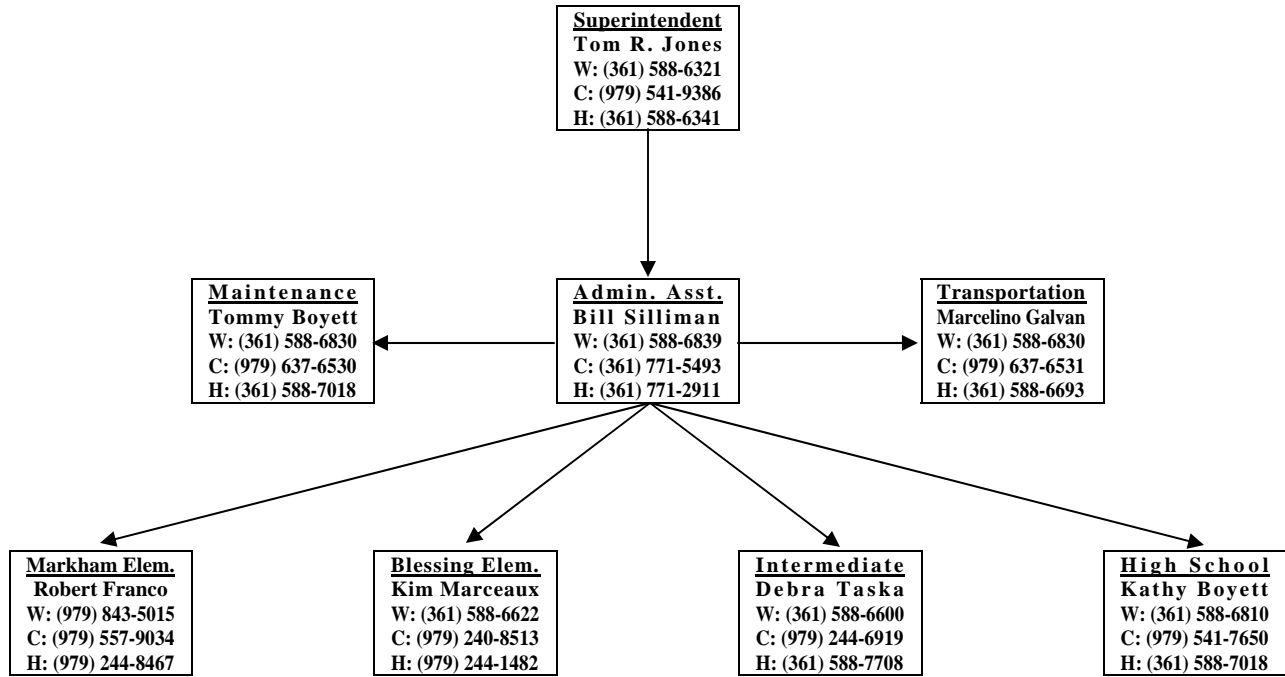 Superintendent
Tom R. Jones
W: (361) 588-6321
C: (979) 541-9386
H: (361) 588-6341
Maintenance
Tommy Boyett
W: (361) 588-6830
C: (979) 637-6530
H: (361) 588-7018
Admin. Asst.
Bill Silliman
W: (361) 588-6839
C: (361) 771-5493
H: (361) 771-2911
Transportation
Marcelino Galvan
W: (361) 588-6830
C: (979) 637-6531
H: (361) 588-6693
Markham Elem.
Robert Franco
W: (979) 843-5015
C: (979) 557-9034
H: (979) 244-8467
Blessing Elem.
Kim Marceaux
W: (361) 588-6622
C: (979) 240-8513
H: (979) 244-1482
Intermediate
Debra Taska
W: (361) 588-6600
C: (979) 244-6919
H: (361) 588-7708
High School
Kathy Boyett
W: (361) 588-6810
C: (979) 541-7650
H: (361) 588-7018